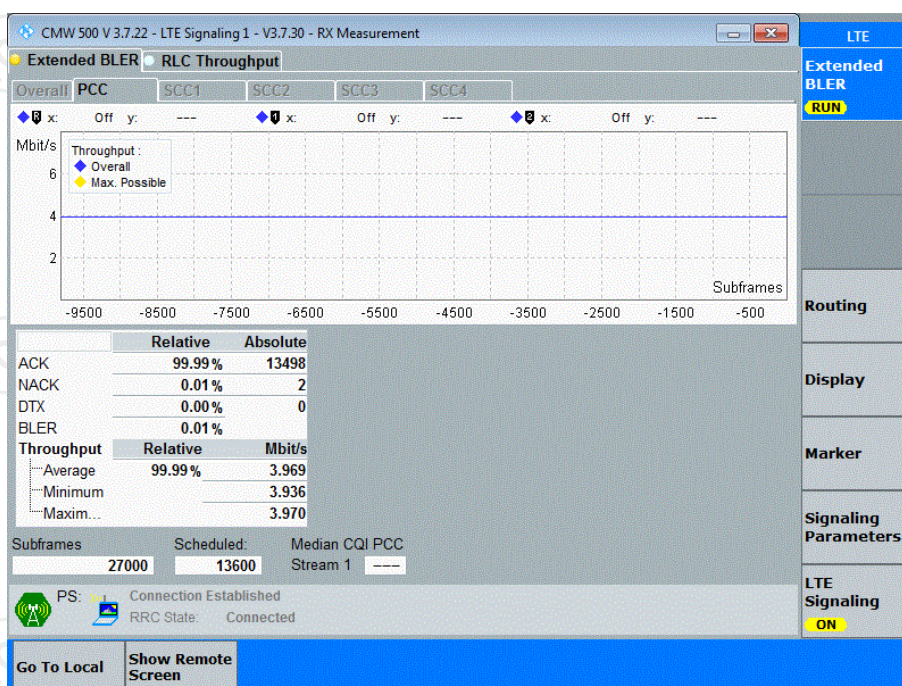 CMW 500 V 3.7.22 - LTE Signaling 1 - V3.7.30 - RX Measurement
LTE
Extended BLER RLC Throughput
Extended BLER
RUN
Overall PCC SCC1 SCC2 SCC3 SCC4
x: Off y: --- 1 x: Off y: --- 2 x: Off y: ---
Mbit/s
Throughput :
Overall
Max. Possible
6
4
2
Subframes
-9500 -8500 -7500 -6500 -5500 -4500 -3500 -2500 -1500 -500
Relative Absolute
ACK 99.99 % 13498
NACK 0.01 % 2
DTX 0.00 % 0
BLER 0.01 %
Throughput Relative Mbit/s
Average 99.99 % 3.969
Minimum 3.936
Maxim... 3.970
Subframes Scheduled: Median CQI PCC
27000 13600 Stream 1 ---
PS: Connection Established
RRC State: Connected
Routing
Display
Marker
Signaling
Parameters
LTE
Signaling
ON
Go To Local
Show Remote
Screen